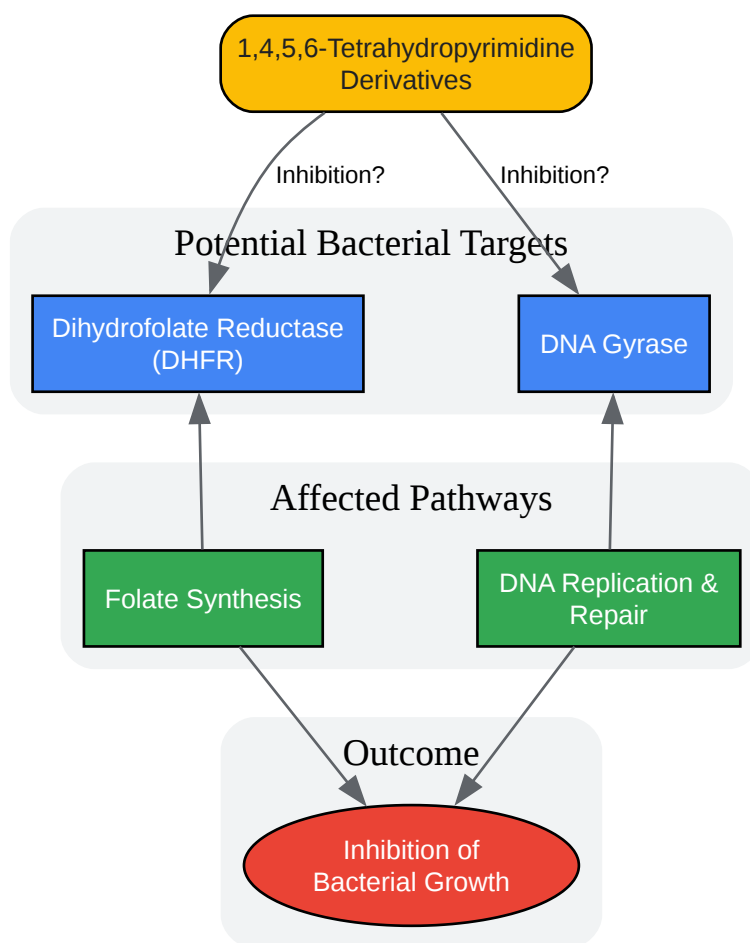 1,4,5,6-Tetrahydropyrimidine
Derivatives
Inhibition?
Inhibition?
Potential Bacterial Targets
Dihydrofolate Reductase
(DHFR)
DNA Gyrase
Affected Pathways
Folate Synthesis
DNA Replication &
Repair
Outcome
Inhibition of
Bacterial Growth